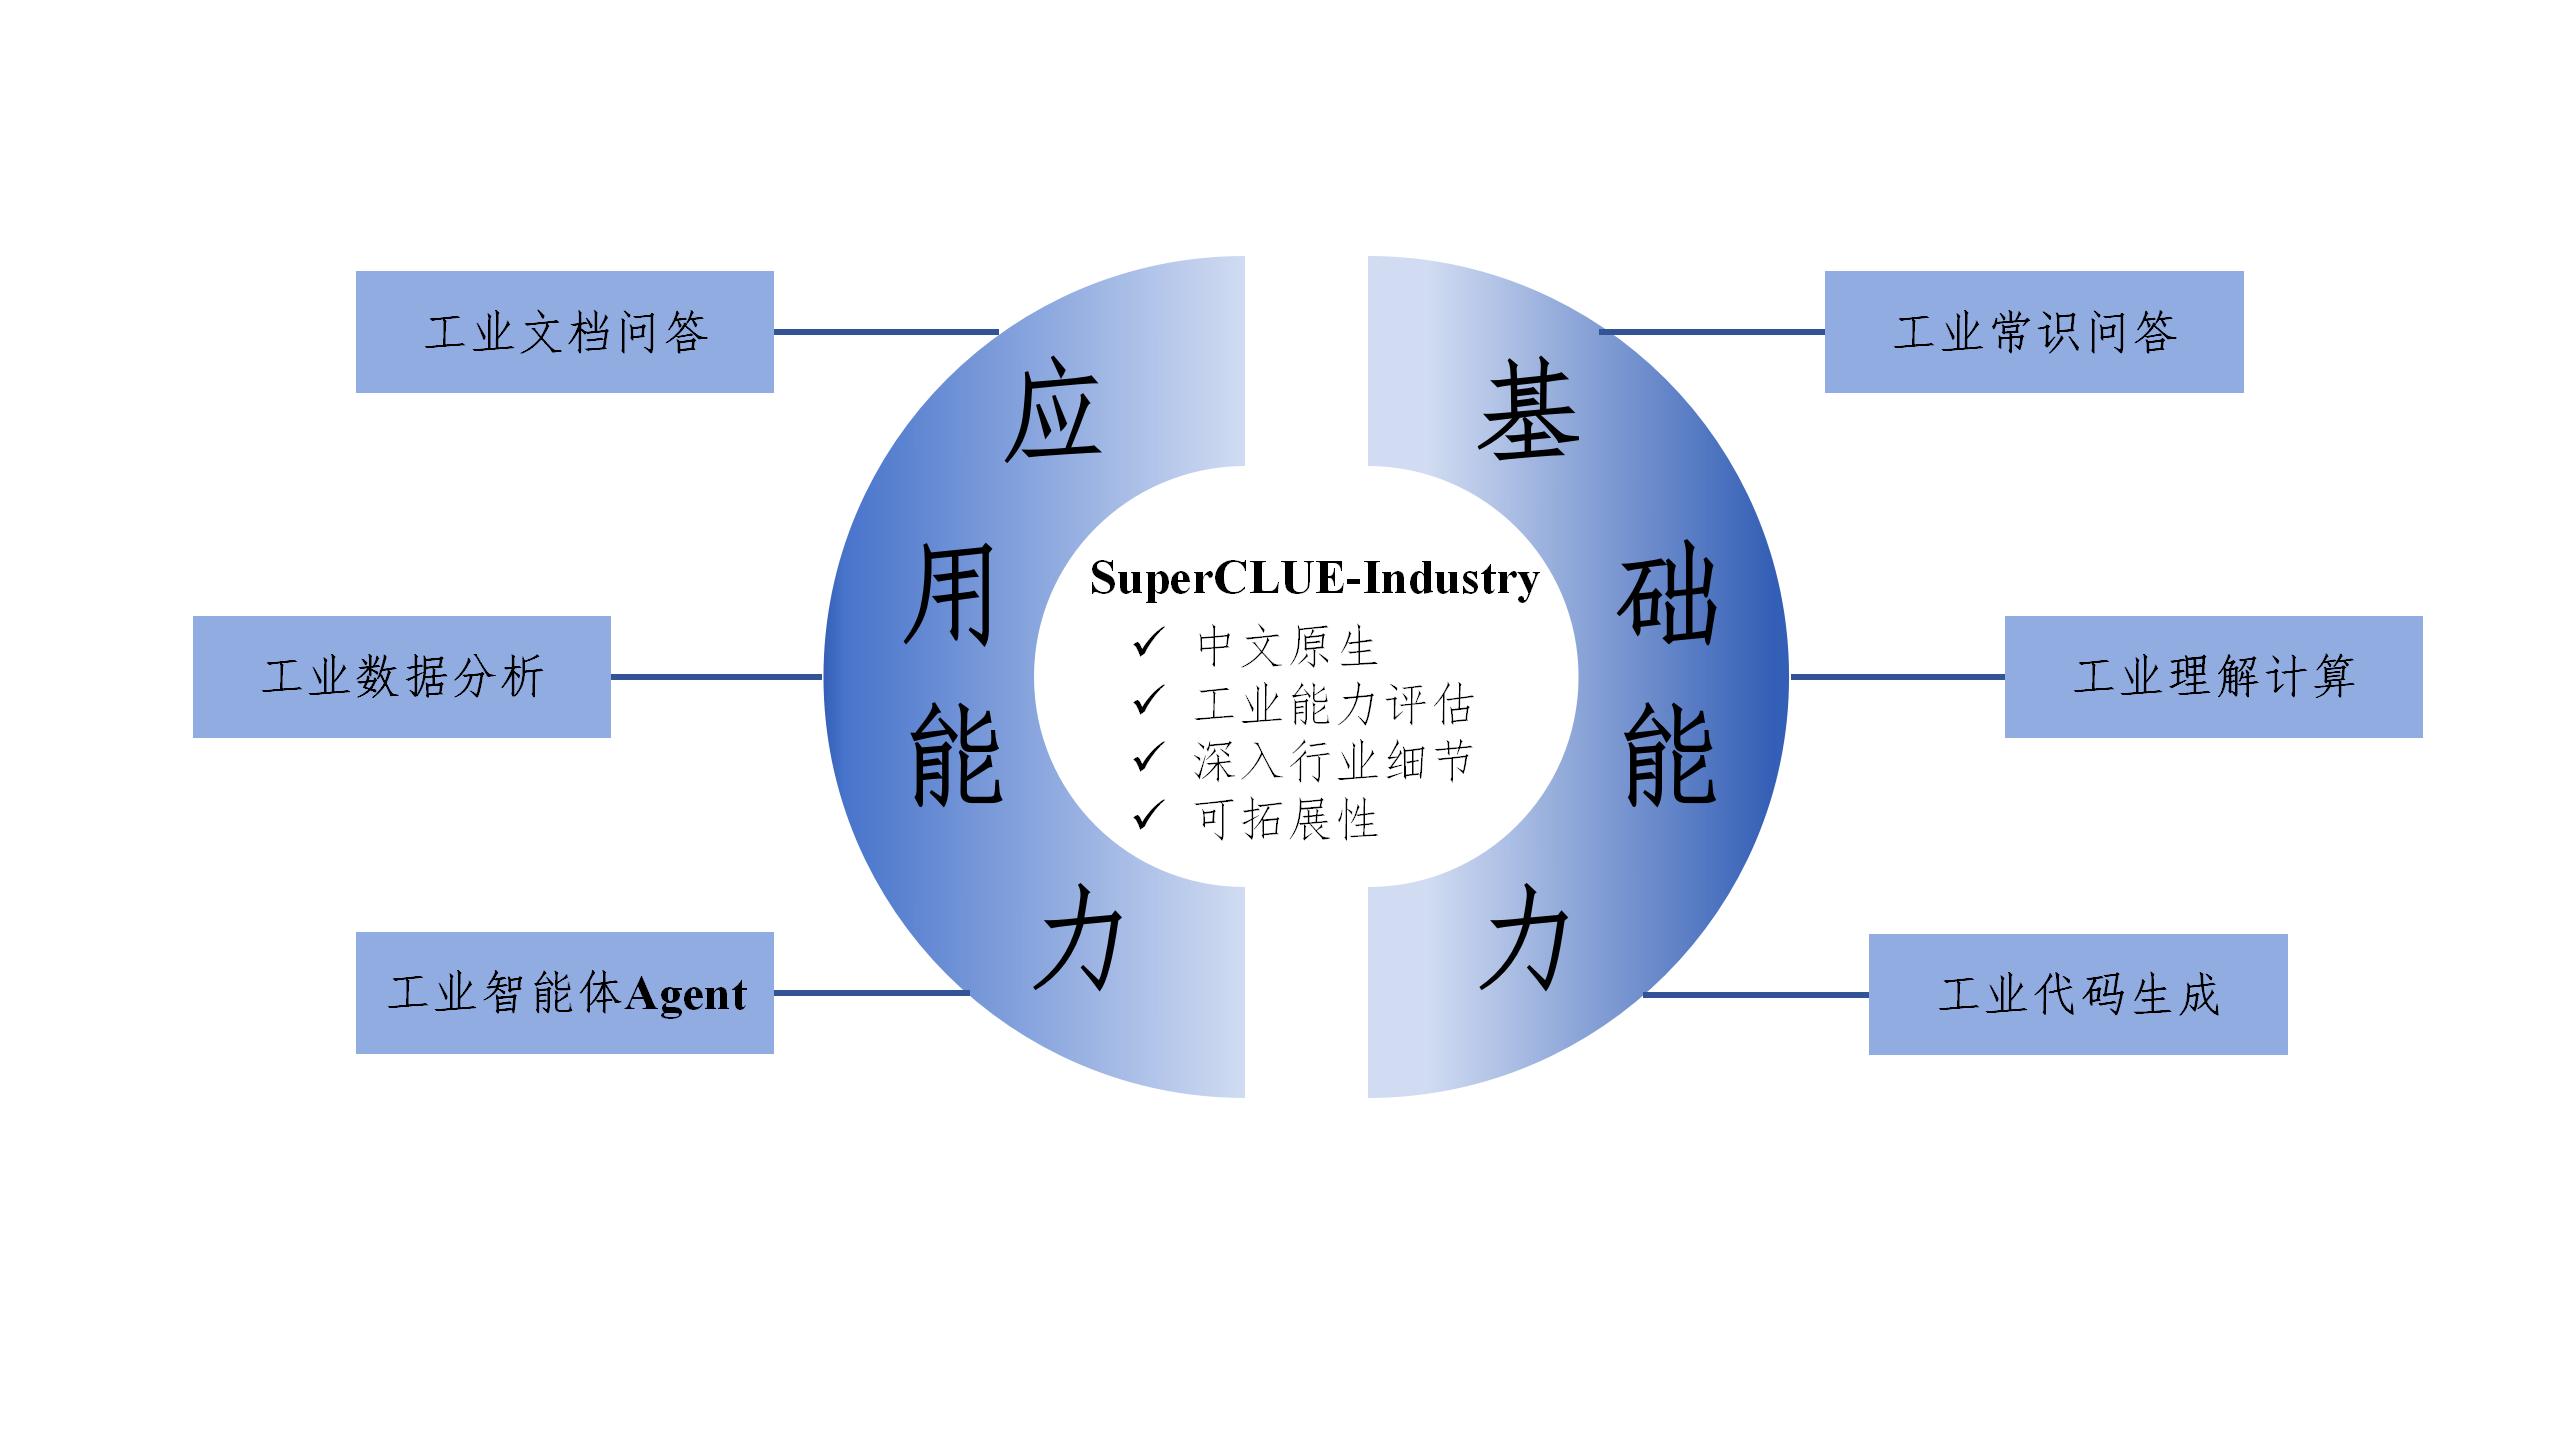 工业文档问答
工业数据分析
工业智能体Agent
应用能力
SuperCLUE-Industry
✓ 中文原生
✓ 工业能力评估
✓ 深入行业细节
✓ 可拓展性
基础能力
工业常识问答
工业理解计算
工业代码生成